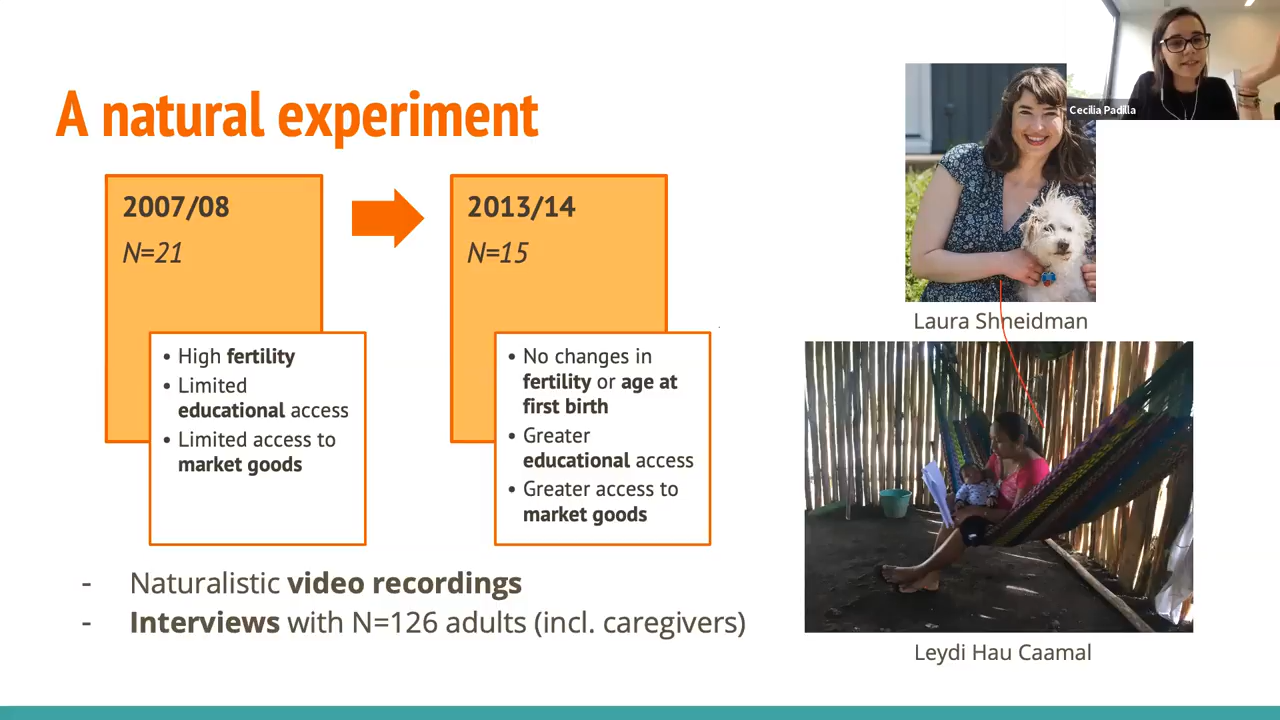 A natural experiment
2007/08
N=21
• High fertility
• Limited
educational access
• Limited access to
market goods
2013/14
N=15
• No changes in
fertility or age at
first birth
• Greater
educational access
• Greater access to
market goods
- Naturalistic video recordings
- Interviews with N=126 adults (incl. caregivers)
Cecilia Padilla
Laura Shneidman
Leydi Hau Caamal